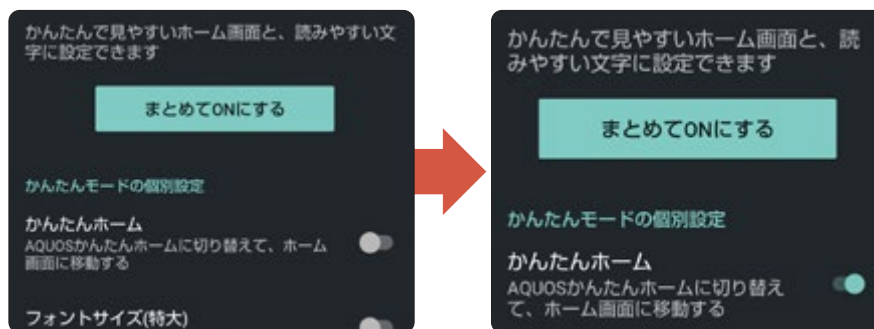 かんたんで見やすいホーム画面と、読みやすい文
字に設定できます
まとめてONにする
かんたんモードの個別設定
かんたんホーム
AQUOSかんたんホームに切り替えて、ホーム
画面に移動する
フォントサイズ(特大)
かんたんで見やすいホーム画面と、読
みやすい文字に設定できます
まとめてONにする
かんたんモードの個別設定
かんたんホーム
AQUOSかんたんホームに切り替え
て、ホーム画面に移動する